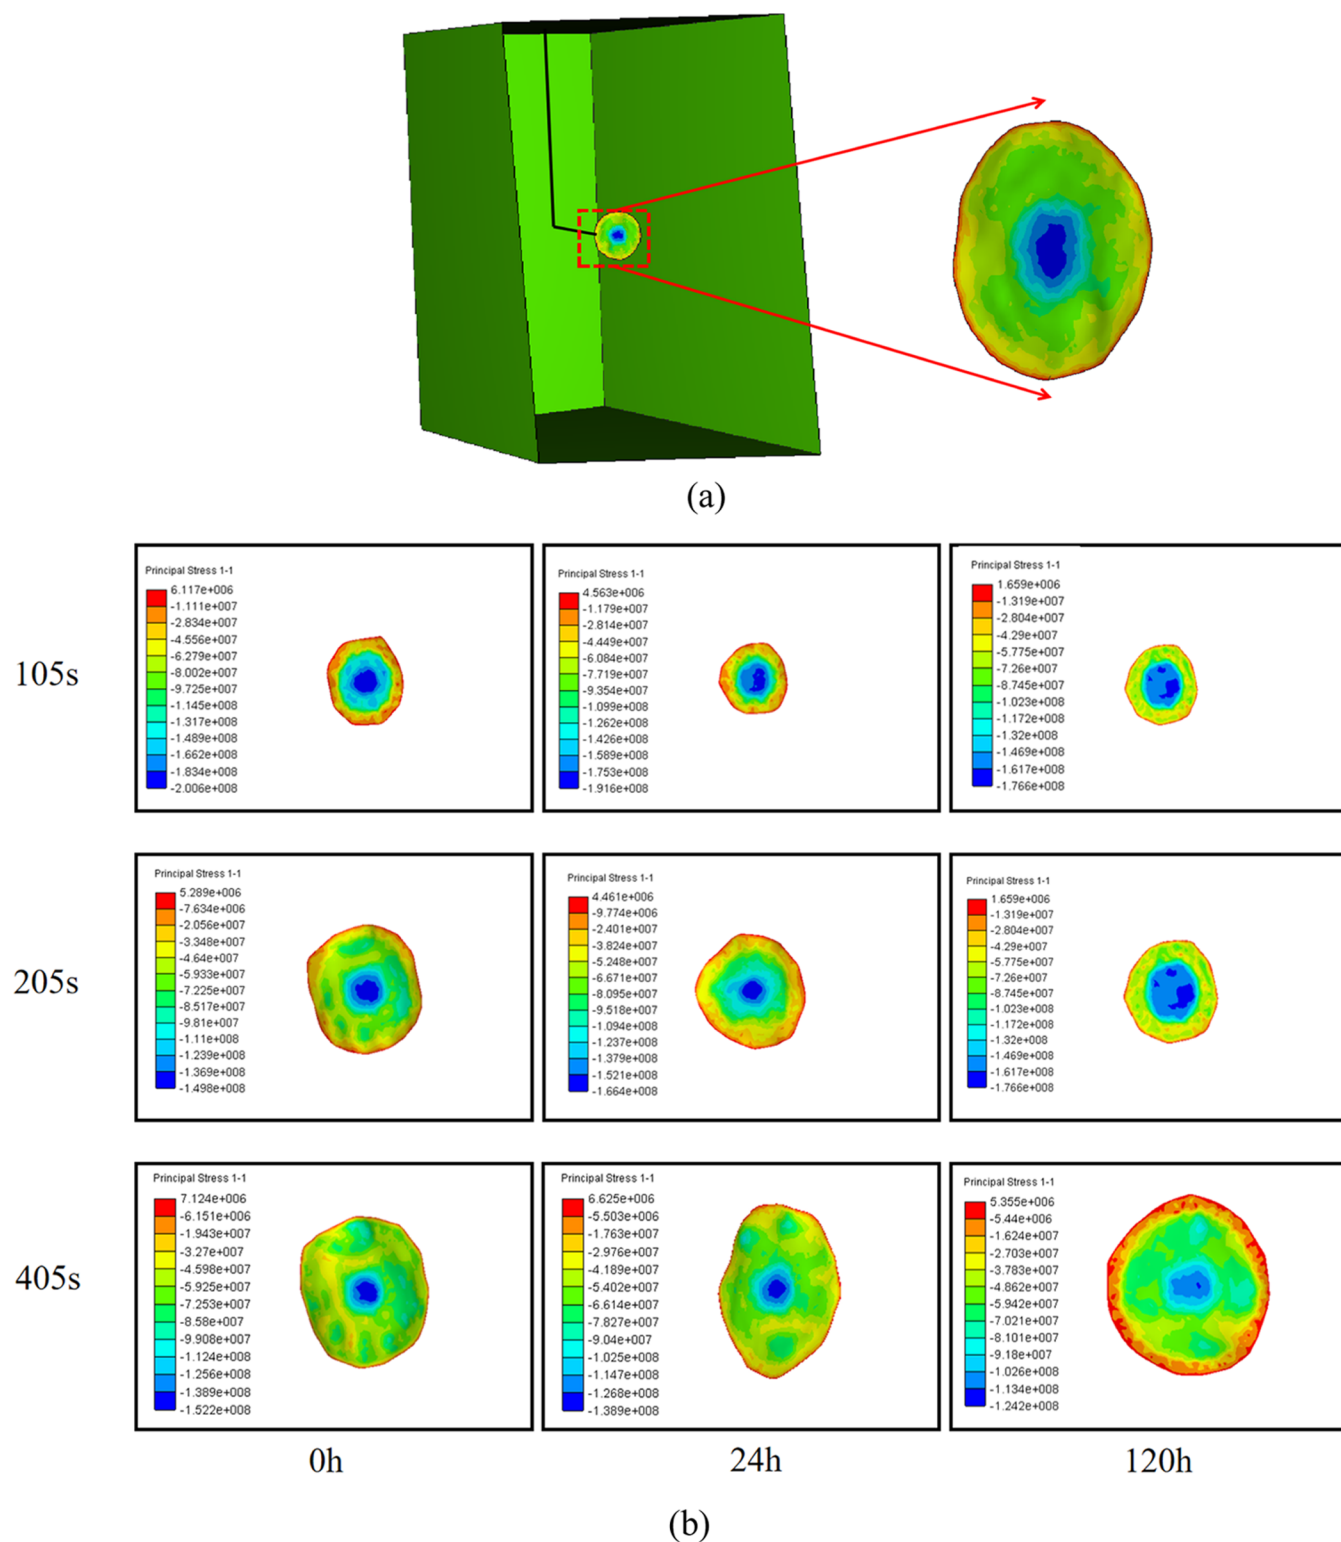 (a)
105s
Principal Stress 1-1
6.117e+006
-1.111e+007
-2.834e+007
-4.556e+007
-6.279e+007
-8.002e+007
-9.725e+007
-1.145e+008
-1.317e+008
-1.489e+008
-1.662e+008
-1.834e+008
-2.006e+008
Principal Stress 1-1
4.563e+006
-1.179e+007
-2.814e+007
-4.449e+007
-6.084e+007
-7.719e+007
-9.354e+007
-1.099e+008
-1.262e+008
-1.426e+008
-1.589e+008
-1.753e+008
-1.916e+008
Principal Stress 1-1
1.659e+006
-1.319e+007
-2.804e+007
-4.29e+007
-5.775e+007
-7.26e+007
-8.745e+007
-1.023e+008
-1.172e+008
-1.32e+008
-1.469e+008
-1.617e+008
-1.766e+008
205s
Principal Stress 1-1
5.289e+006
-7.634e+006
-2.056e+007
-3.348e+007
-4.64e+007
-5.933e+007
-7.225e+007
-8.517e+007
-9.81e+007
-1.11e+008
-1.239e+008
-1.369e+008
-1.498e+008
Principal Stress 1-1
4.461e+006
-9.774e+006
-2.401e+007
-3.824e+007
-5.248e+007
-6.671e+007
-8.095e+007
-9.518e+007
-1.094e+008
-1.237e+008
-1.379e+008
-1.521e+008
-1.664e+008
Principal Stress 1-1
1.659e+006
-1.319e+007
-2.804e+007
-4.29e+007
-5.775e+007
-7.26e+007
-8.745e+007
-1.023e+008
-1.172e+008
-1.32e+008
-1.469e+008
-1.617e+008
-1.766e+008
405s
Principal Stress 1-1
7.124e+006
-6.151e+006
-1.943e+007
-3.27e+007
-4.598e+007
-5.925e+007
-7.253e+007
-8.58e+007
-9.908e+007
-1.124e+008
-1.256e+008
-1.389e+008
-1.522e+008
Principal Stress 1-1
6.625e+006
-5.503e+006
-1.763e+007
-2.976e+007
-4.189e+007
-5.402e+007
-6.614e+007
-7.827e+007
-9.04e+007
-1.025e+008
-1.147e+008
-1.268e+008
-1.389e+008
Principal Stress 1-1
5.355e+006
-5.44e+006
-1.624e+007
-2.703e+007
-3.783e+007
-4.862e+007
-5.942e+007
-7.021e+007
-8.101e+007
-9.18e+007
-1.026e+008
-1.134e+008
-1.242e+008
0h
24h
120h
(b)